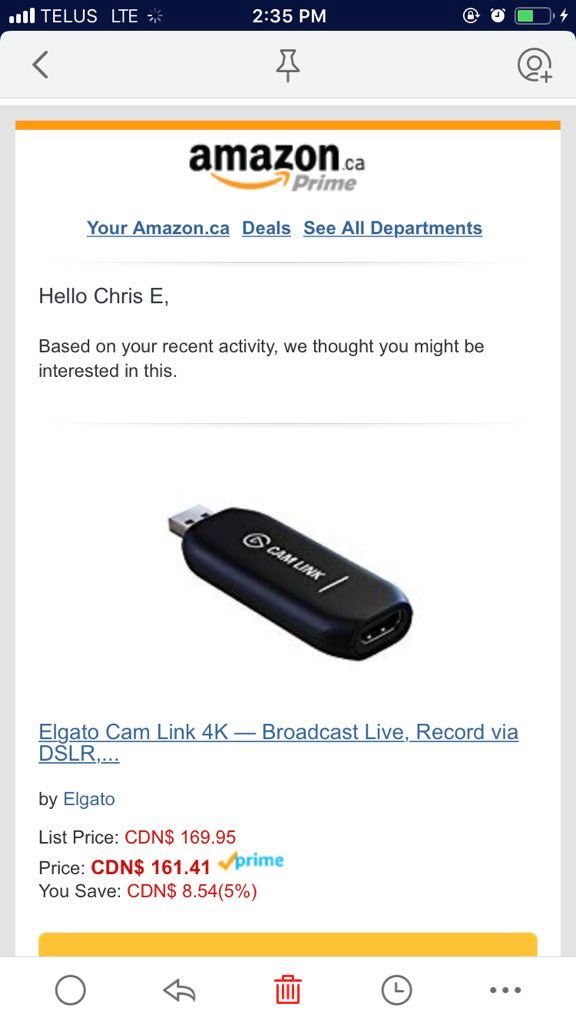 TELUS LTE 2:35 PM
amazon.ca
Prime
Your Amazon.ca Deals See All Departments
Hello Chris E,
Based on your recent activity, we thought you might be
interested in this.
CAM LINK
Elgato Cam Link 4K — Broadcast Live, Record via
DSLR,...
by Elgato
List Price: CDN$ 169.95
Price: CDN$ 161.41 prime
You Save: CDN$ 8.54(5%)